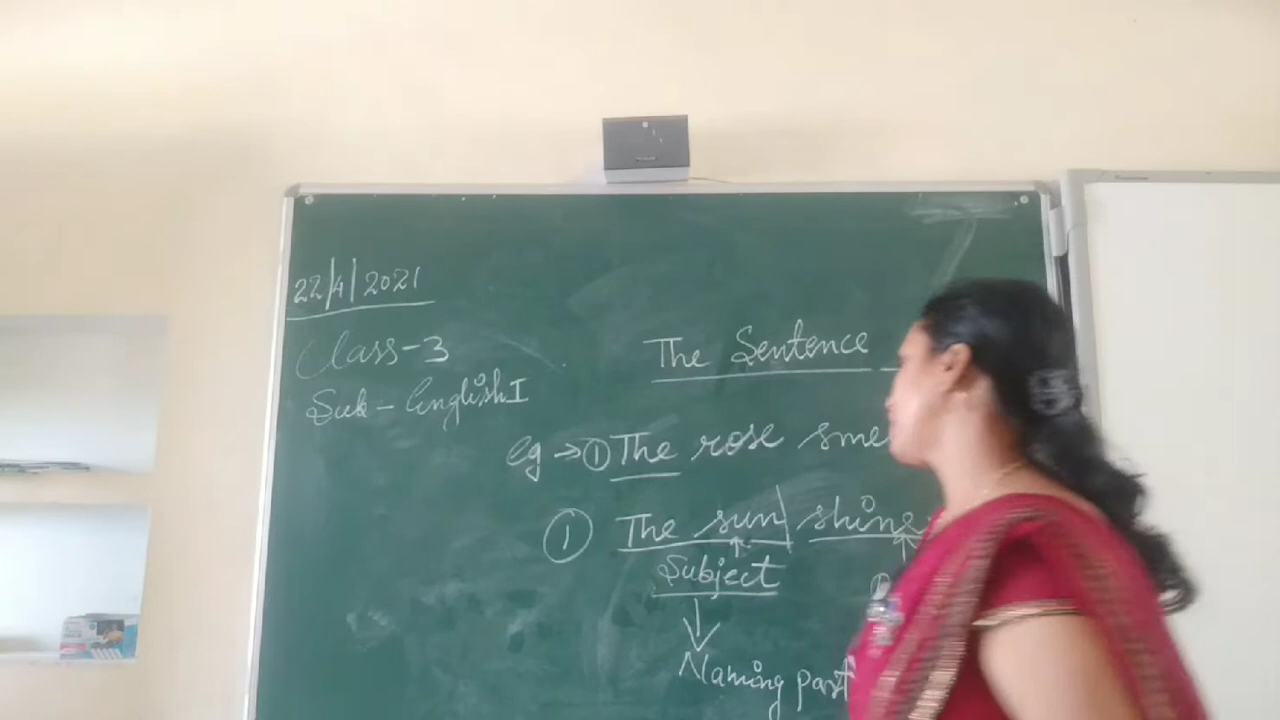 22/4/2021
Class-3
Sub - English I
The Sentence
eg → ① The rose
① The sun | shine
Subject
Naming part